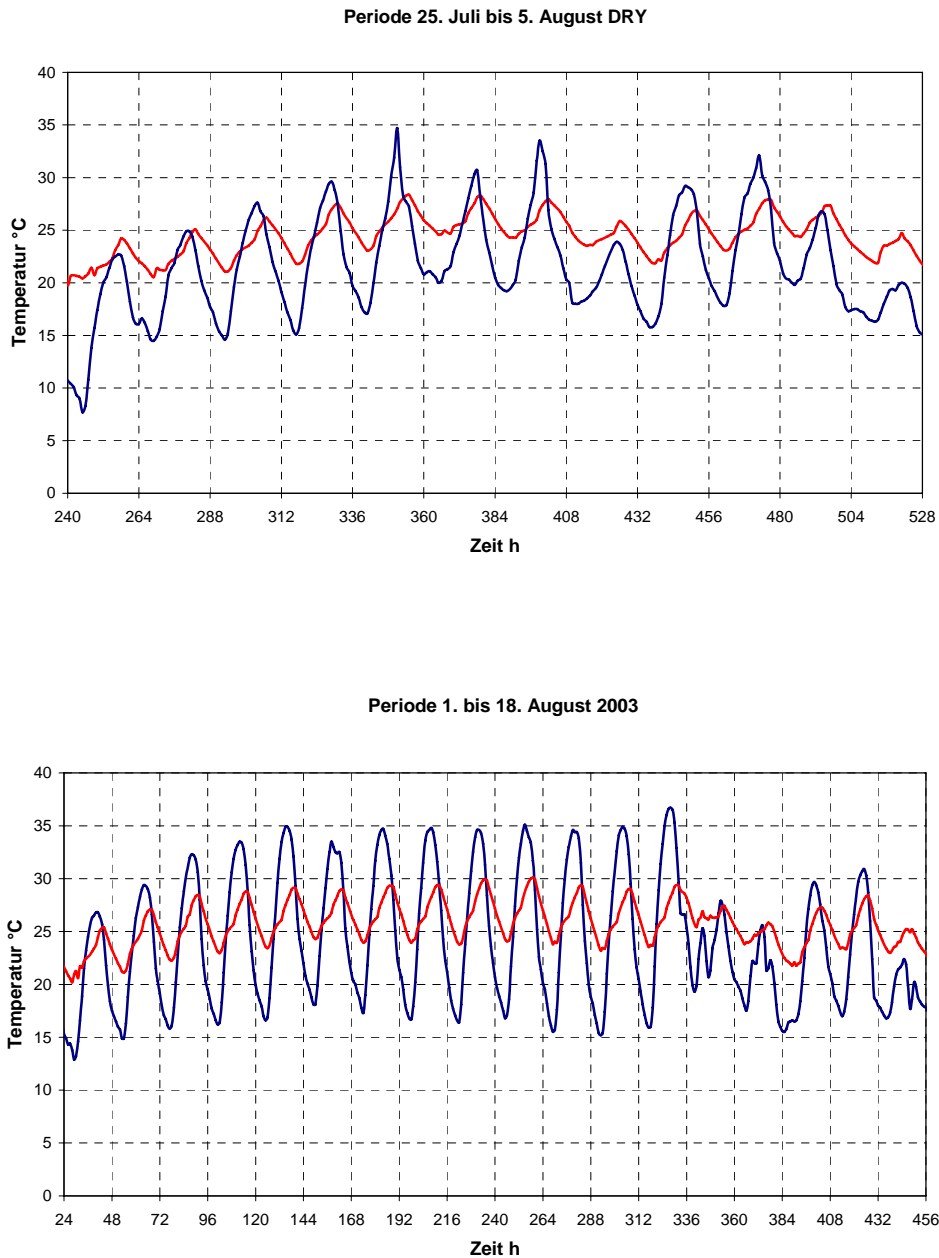 Periode 25. Juli bis 5. August DRY
40
35
30
25
20
15
10
5
0
Temperatur °C
240 264 288 312 336 360 384 408 432 456 480 504 528
Zeit h
Periode 1. bis 18. August 2003
40
35
30
25
20
15
10
5
0
Temperatur °C
24 48 72 96 120 144 168 192 216 240 264 288 312 336 360 384 408 432 456
Zeit h